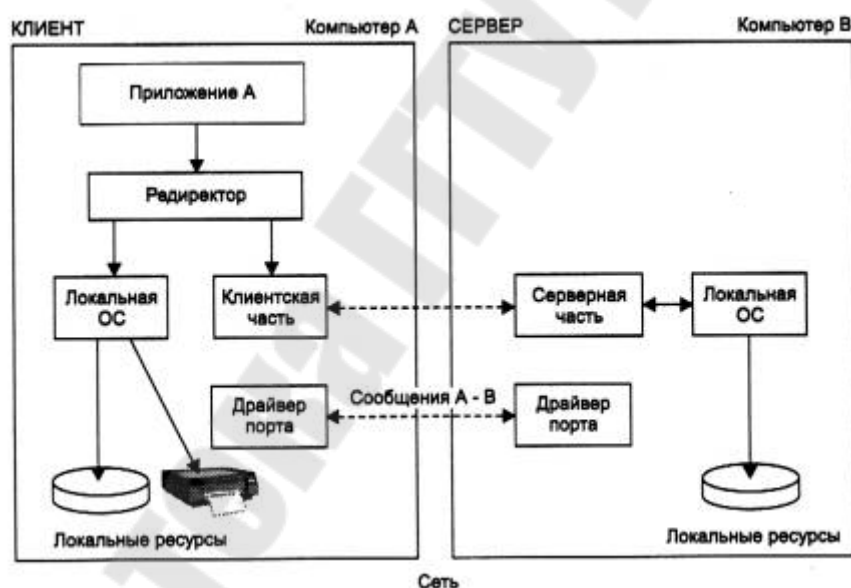 КЛИЕНТ Компьютер А
СЕРВЕР Компьютер В
Приложение А
Редиректор
Локальная
ОС
Клиентская
часть
Серверная
часть
Локальная
ОС
Сообщения А - В
Драйвер
порта
Драйвер
порта
Локальные ресурсы
Локальные ресурсы
Сеть